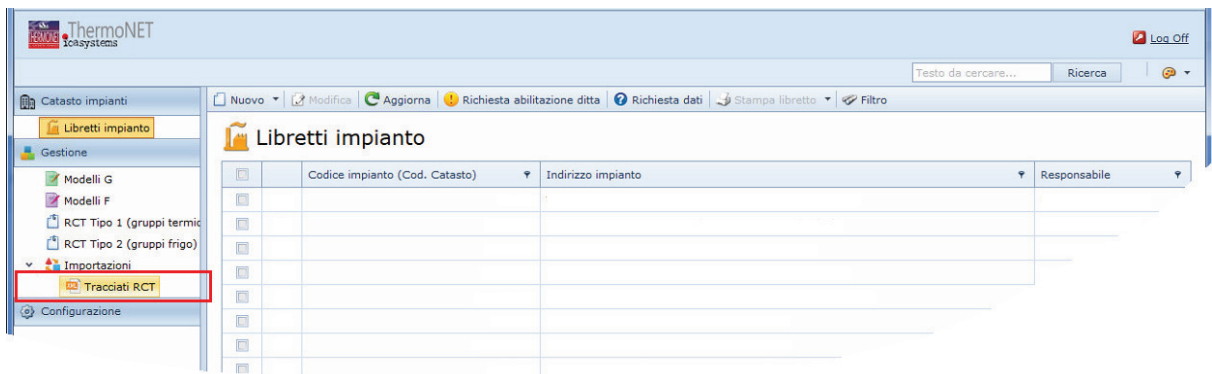 ThermoNET
icasystems
Log Off
Testo da cercare...
Ricerca
Catasto impianti
Libretti impianto
Gestione
Modelli G
Modelli F
RCT Tipo 1 (gruppi termic
RCT Tipo 2 (gruppi frigo)
Importazioni
Tracciati RCT
Configurazione
Nuovo Modifica Aggiorna Richiesta abilitazione ditta Richiesta dati Stampa libretto Filtro
Libretti impianto
Codice impianto (Cod. Catasto) Indirizzo impianto Responsabile